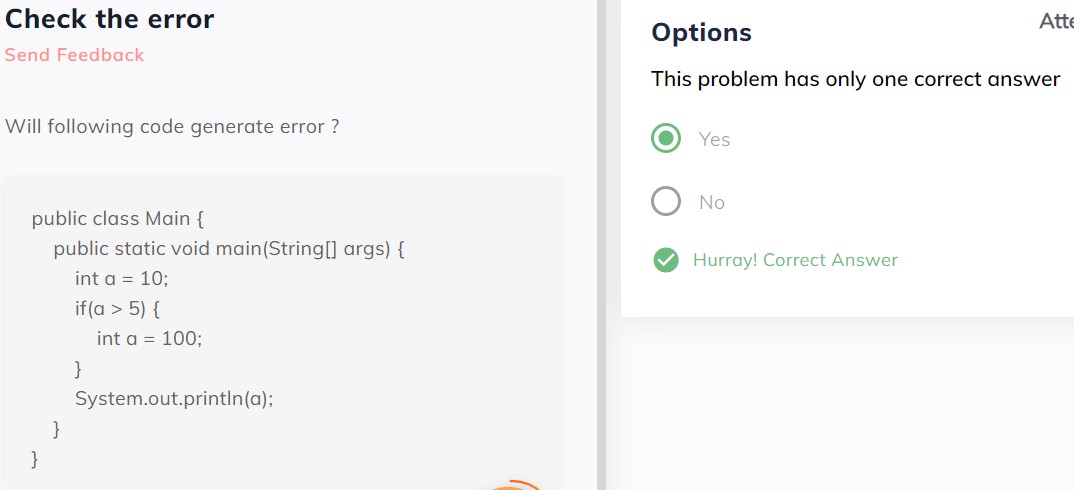 Check the error
Send Feedback
Will following code generate error ?
public class Main {
public static void main(String[] args) {
int a = 10;
if(a > 5) {
int a = 100;
}
System.out.println(a);
}
}
Options
This problem has only one correct answer
Yes
No
Hurray! Correct Answer